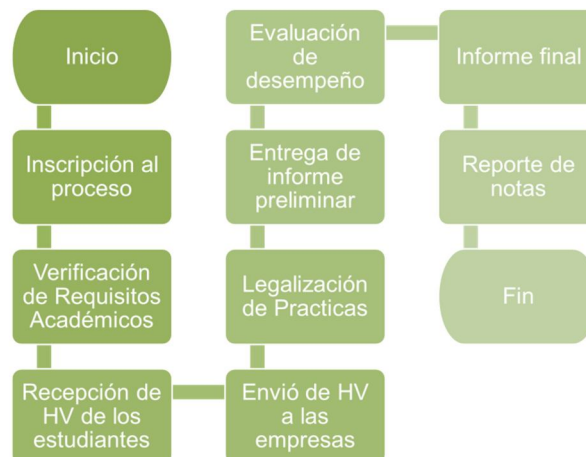 Inicio
Inscripción al
proceso
Verificación
de Requisitos
Académicos
Recepción de
HV de los
estudiantes
Envió de HV
a las
empresas
Legalización
de Practicas
Entrega de
informe
preliminar
Evaluación
de
desempeño
Informe final
Reporte de
notas
Fin